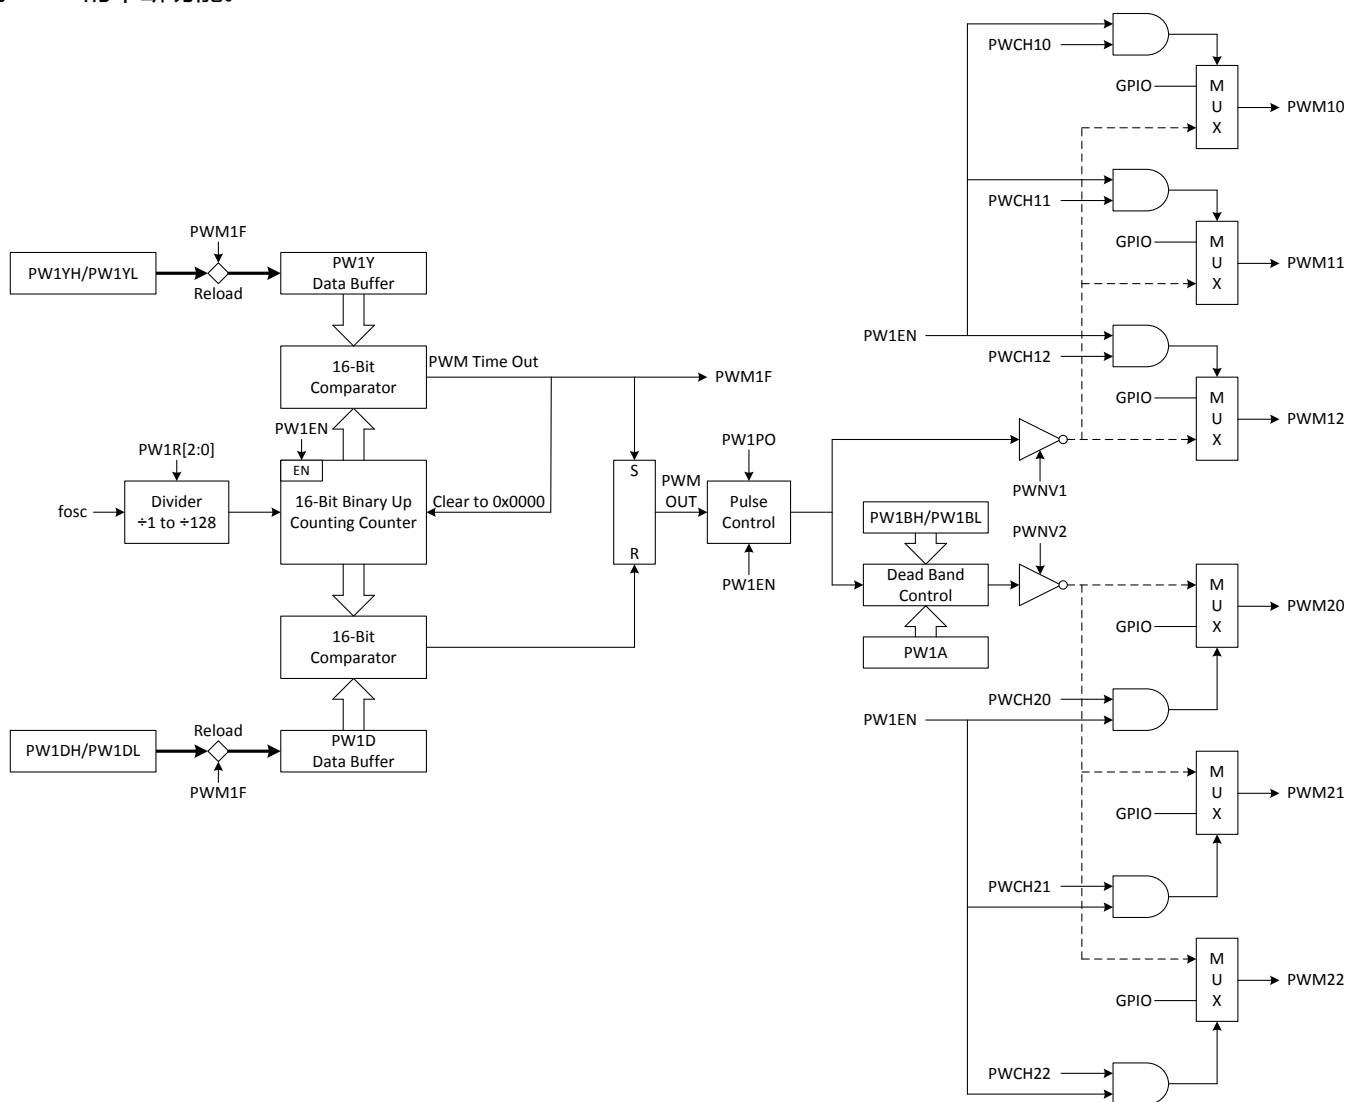 PWCH10
GPIO
M
U
X
PWM10
PWCH11
GPIO
M
U
X
PWM11
PW1EN
PWCH12
GPIO
M
U
X
PWM12
PWM1F
PW1YH/PW1YL
Reload
PW1Y
Data Buffer
16-Bit
Comparator
PWM Time Out
PWM1F
PW1R[2:0]
PW1EN
EN
fosc
Divider
÷1 to ÷128
16-Bit Binary Up
Counting Counter
Clear to 0x0000
S
R
PWM
OUT
PW1PO
Pulse
Control
PW1EN
PWNV1
PW1BH/PW1BL
PWNV2
Dead Band
Control
PW1A
16-Bit
Comparator
Reload
PW1DH/PW1DL
PWM1F
PW1D
Data Buffer
M
U
X
GPIO
PWM20
PWCH20
PW1EN
M
U
X
GPIO
PWM21
PWCH21
M
U
X
GPIO
PWM22
PWCH22